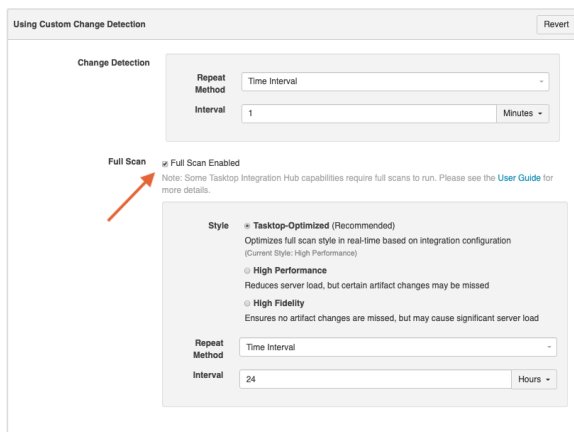 Using Custom Change Detection
Revert
Change Detection
Repeat Method
Time Interval
Interval
1
Minutes
Full Scan
Full Scan Enabled
Note: Some Tasktop Integration Hub capabilities require full scans to run. Please see the User Guide for
more details.
Style
Tasktop-Optimized (Recommended)
Optimizes full scan style in real-time based on integration configuration
(Current Style: High Performance)
High Performance
Reduces server load, but certain artifact changes may be missed
High Fidelity
Ensures no artifact changes are missed, but may cause significant server load
Repeat Method
Time Interval
Interval
24
Hours